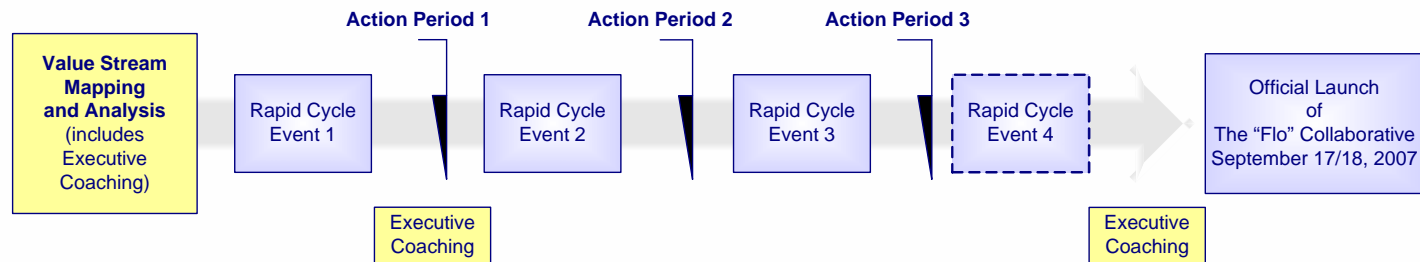 Action Period 1
Action Period 2
Action Period 3
Value Stream
Mapping
and Analysis
(includes
Executive
Coaching)
Rapid Cycle
Event 1
Rapid Cycle
Event 2
Rapid Cycle
Event 3
Rapid Cycle
Event 4
Official Launch
of
The “Flo” Collaborative
September 17/18, 2007
Executive
Coaching
Executive
Coaching